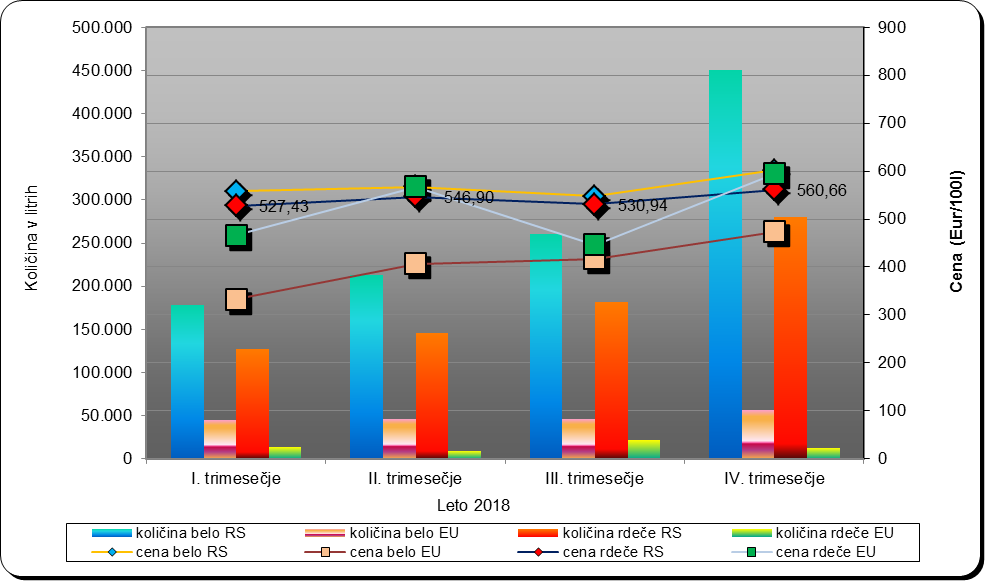 500.000
450.000
400.000
350.000
300.000
250.000
200.000
150.000
100.000
50.000
0
Količina v litrih
900
800
700
600
500
400
300
200
100
0
Cena (Eur/100l)
527,43
546,90
530,94
560,66
I. trimesečje
II. trimesečje
III. trimesečje
IV. trimesečje
Leto 2018
količina belo RS
količina belo EU
količina rdeče RS
količina rdeče EU
cena belo RS
cena belo EU
cena rdeče RS
cena rdeče EU